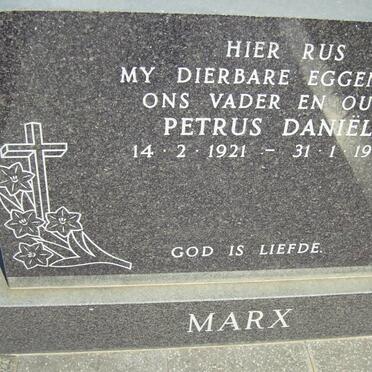 HIER RUS
MY DIERBARE EGGEN
ONS VADER EN OU
PETRUS DANIËL
14 · 2 · 1921 - 31 · 1 · 19
GOD IS LIEFDE.
MARX